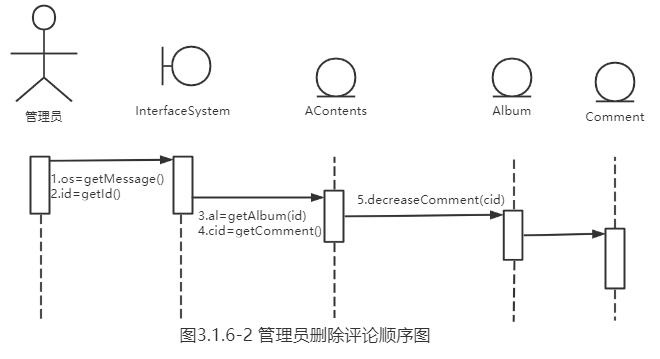 管理员
InterfaceSystem
AContents
Album
Comment
1.os=getMessage()
2.id=getId()
3.al=getAlbum(id)
4.cid=getComment()
5.decreaseComment(cid)
图3.1.6-2 管理员删除评论顺序图